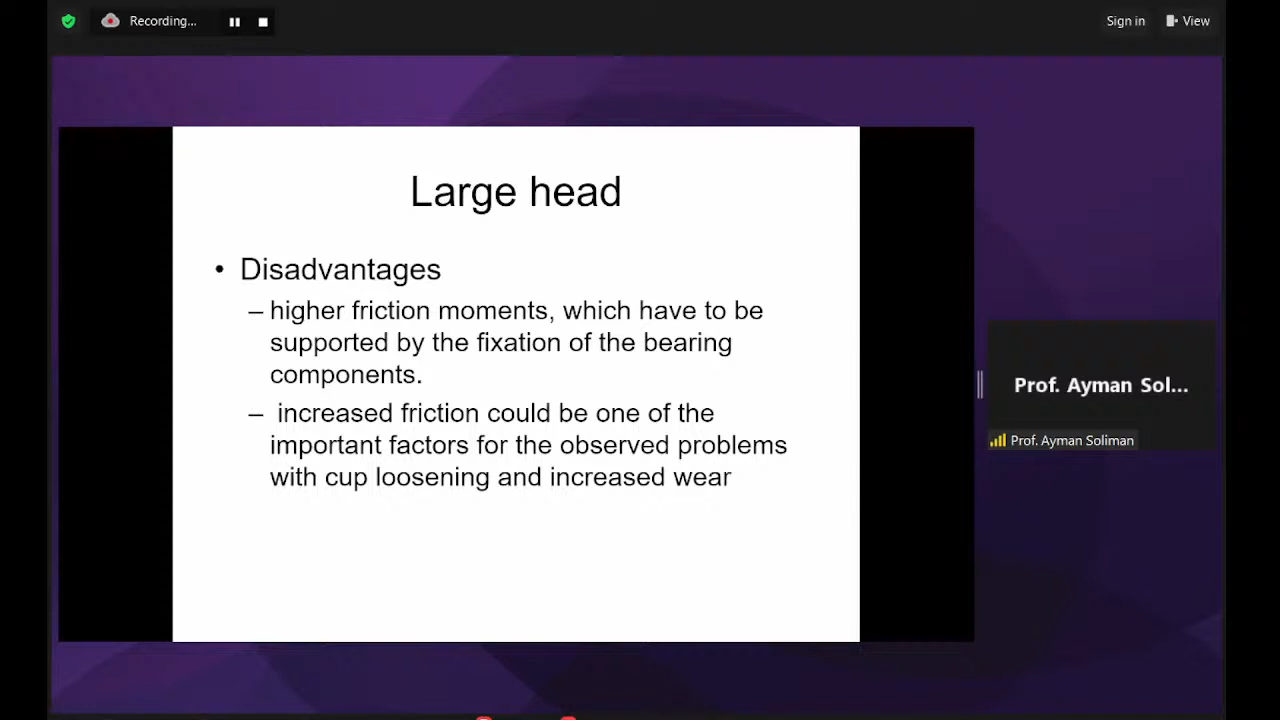 Recording...
Sign in
View
Large head
• Disadvantages
– higher friction moments, which have to be
supported by the fixation of the bearing
components.
– increased friction could be one of the
important factors for the observed problems
with cup loosening and increased wear
Prof. Ayman Sol...
Prof. Ayman Soliman